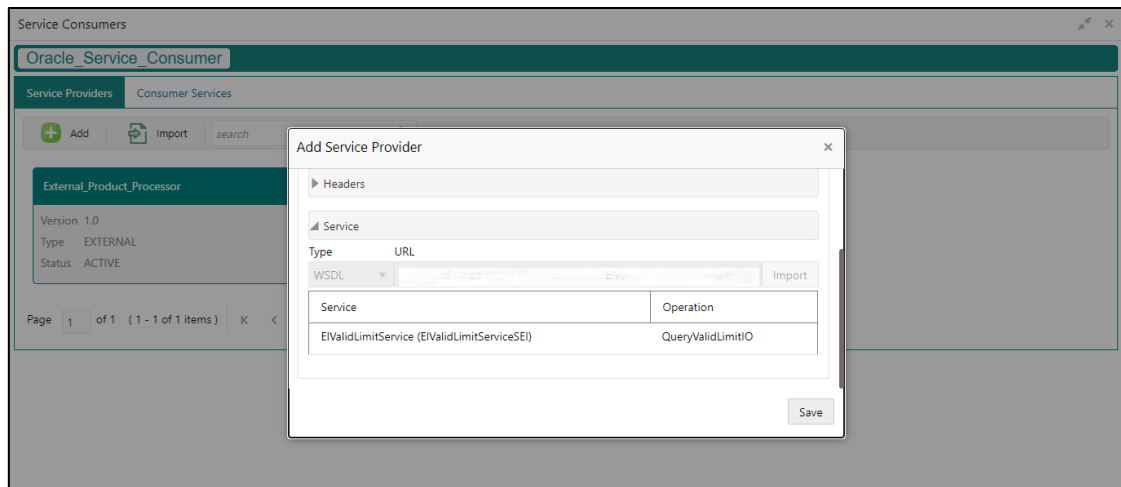 Service Consumers
Oracle_Service_Consumer
Service Providers Consumer Services
Add Import search
Add Service Provider
External_Product_Processor
Headers
Version 1.0
Service
Type EXTERNAL
Type URL
Status ACTIVE
WSDL Import
Service Operation
Page 1 of 1 ( 1 - 1 of 1 items )
EIValidLimitService (EIValidLimitServiceSEI) QueryValidLimitIO
Save